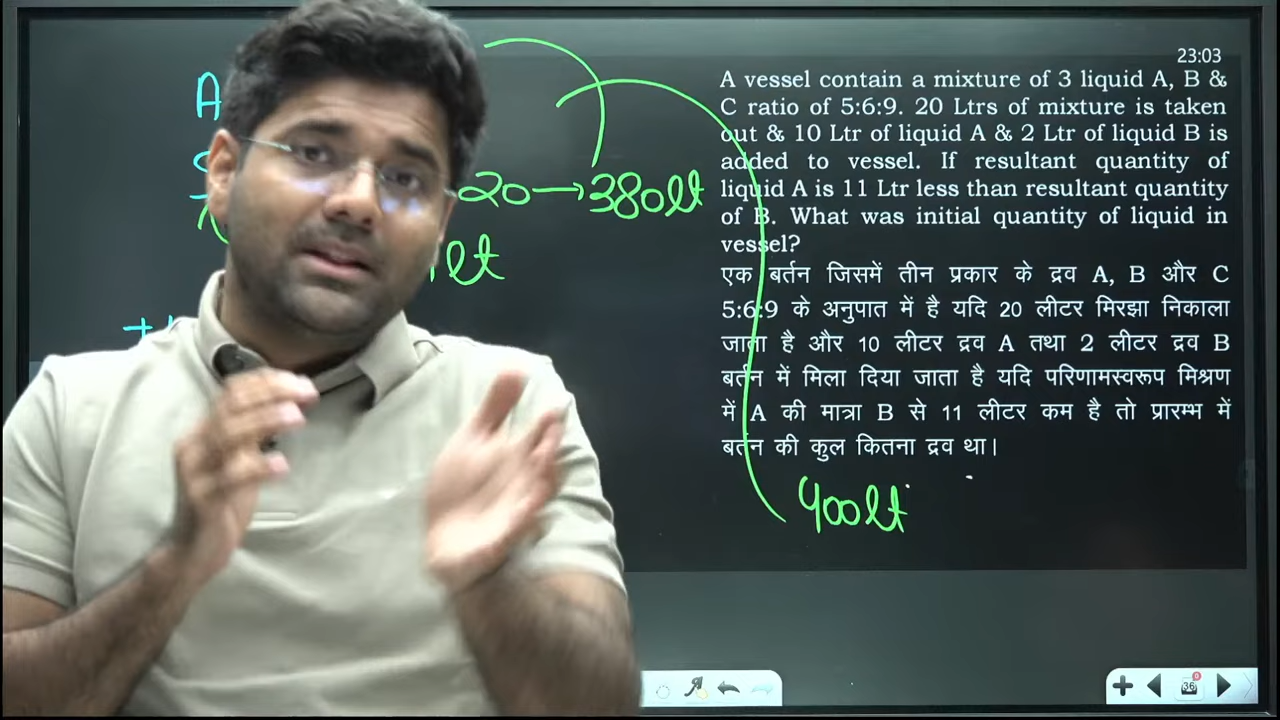 23:03
A vessel contain a mixture of 3 liquid A, B &
C ratio of 5:6:9. 20 Ltrs of mixture is taken
out & 10 Ltr of liquid A & 2 Ltr of liquid B is
added to vessel. If resultant quantity of
liquid A is 11 Ltr less than resultant quantity
of B. What was initial quantity of liquid in
vessel?
एक बर्तन जिसमें तीन प्रकार के द्रव A, B और C
5:6:9 के अनुपात में है यदि 20 लीटर मिरझा निकाला
जाता है और 10 लीटर द्रव A तथा 2 लीटर द्रव B
बर्तन में मिला दिया जाता है यदि परिणामस्वरूप मिश्रण
में A की मात्रा B से 11 लीटर कम है तो प्रारम्भ में
बर्तन की कुल कितना द्रव था।
A
20→380lt
lt
400lt
36